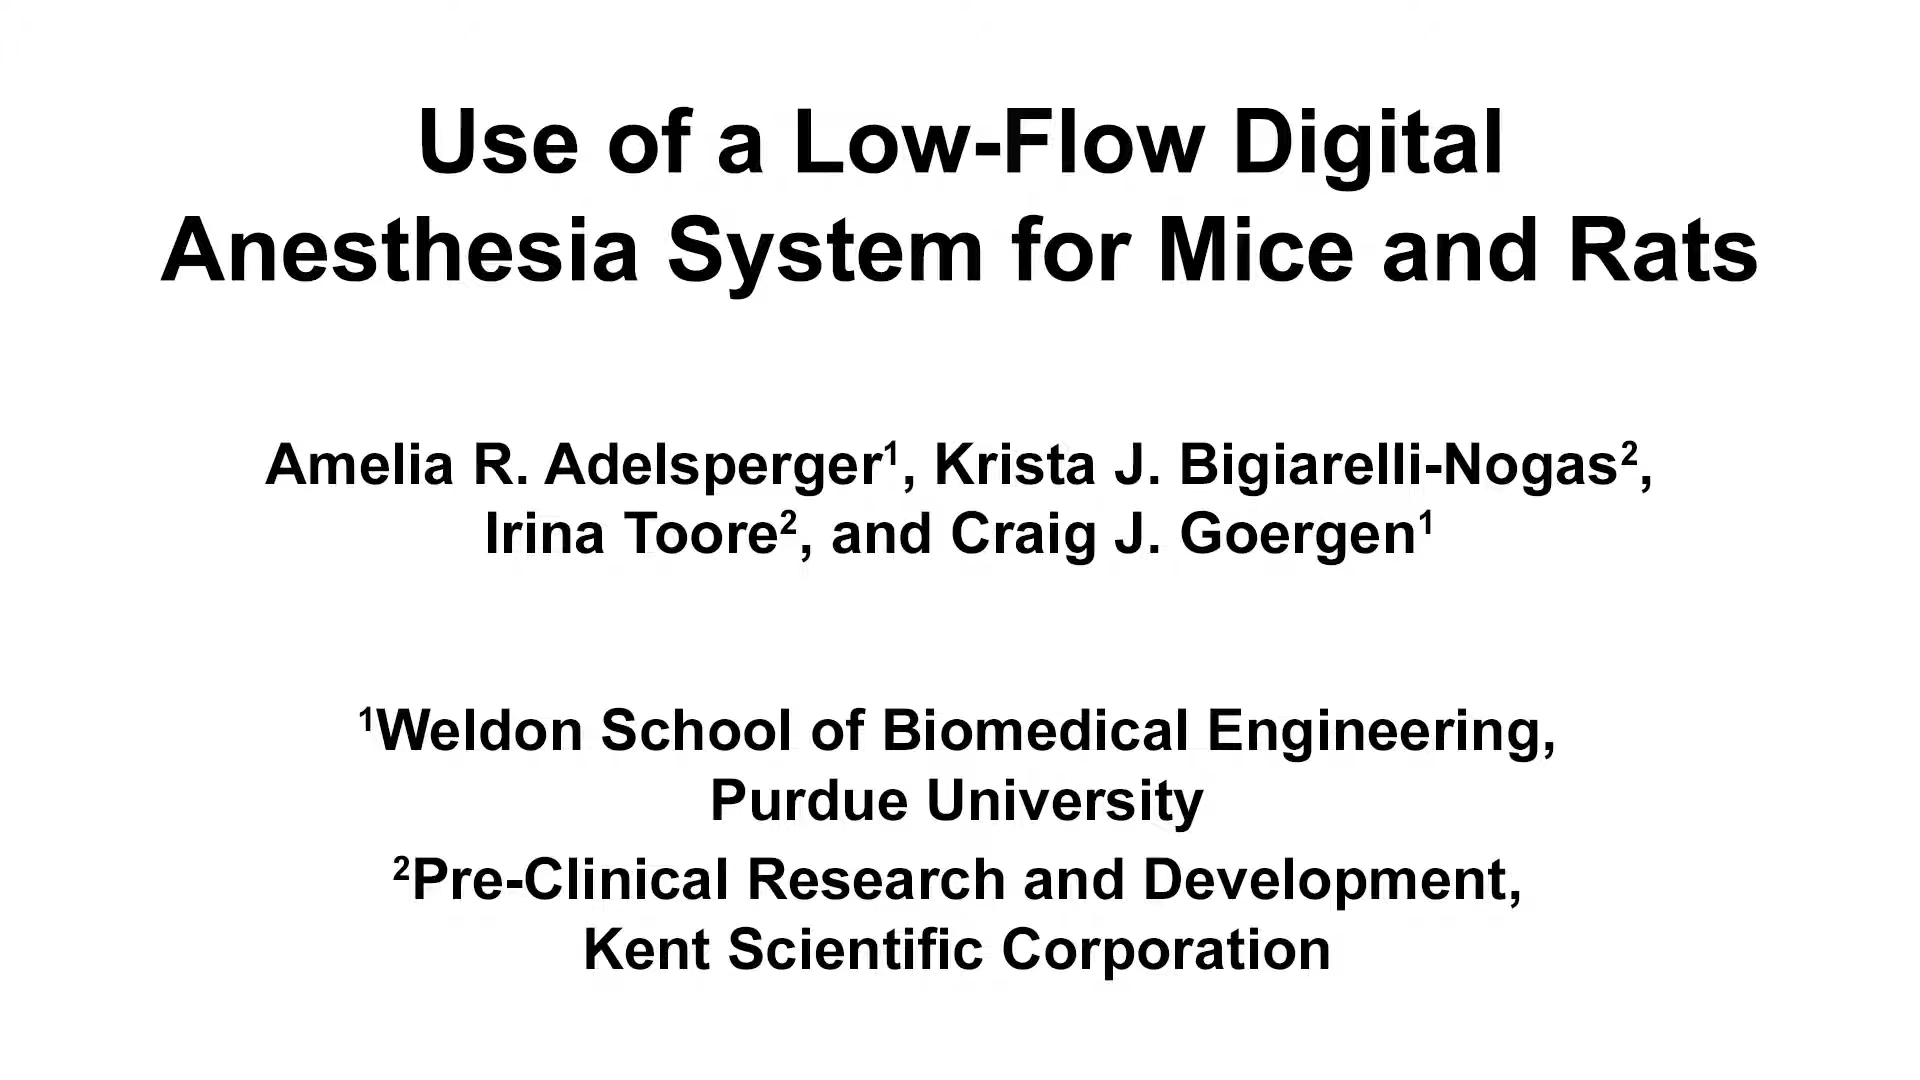 Use of a Low-Flow Digital
Anesthesia System for Mice and Rats
Amelia R. Adelsperger¹, Krista J. Bigiarelli-Nogas²,
Irina Toore², and Craig J. Goergen¹
¹Weldon School of Biomedical Engineering,
Purdue University
²Pre-Clinical Research and Development,
Kent Scientific Corporation